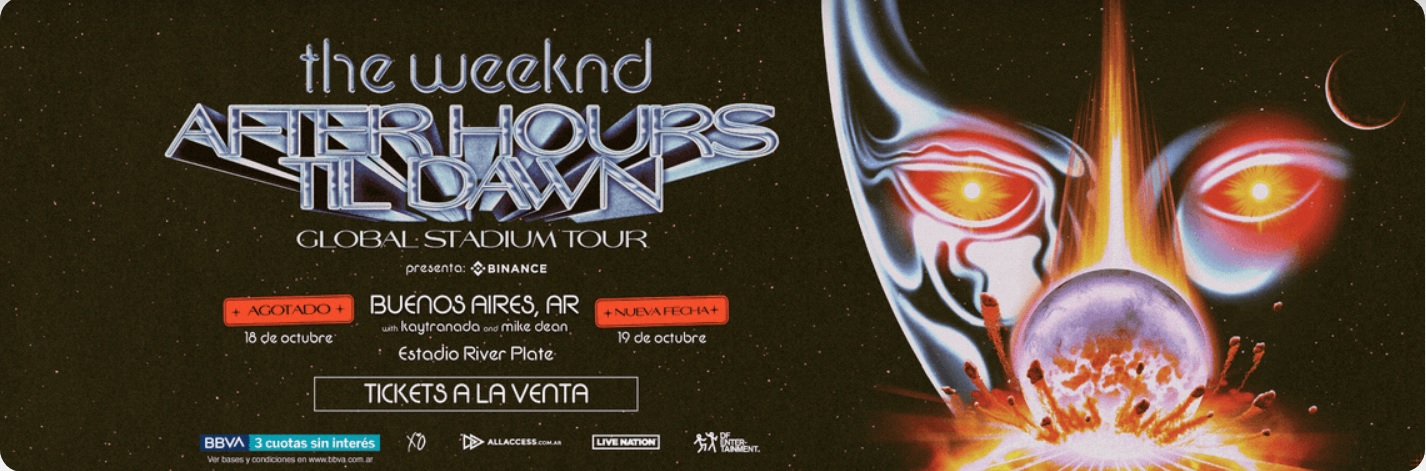 the weeknd
AFTER HOURS
TIL DAWN
GLOBAL STADIUM TOUR
presenta: BINANCE
AGOTADO
18 de octubre
BUENOS AIRES, AR
with kaytranada and mike dean
Estadio River Plate
NUEVA FECHA
19 de octubre
TICKETS A LA VENTA
BBVA 3 cuotas sin interés
Ver bases y condiciones en www.bbva.com.ar
XO
ALLACCESS.COM.AR
LIVE NATION
DF
ENTER-
TAINMENT.